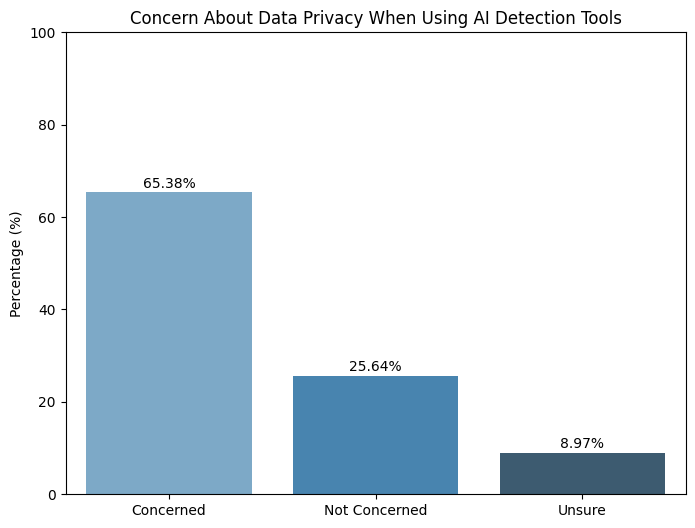 Concern About Data Privacy When Using AI Detection Tools
100
80
60
40
20
0
Percentage (%)
65.38%
25.64%
8.97%
Concerned
Not Concerned
Unsure